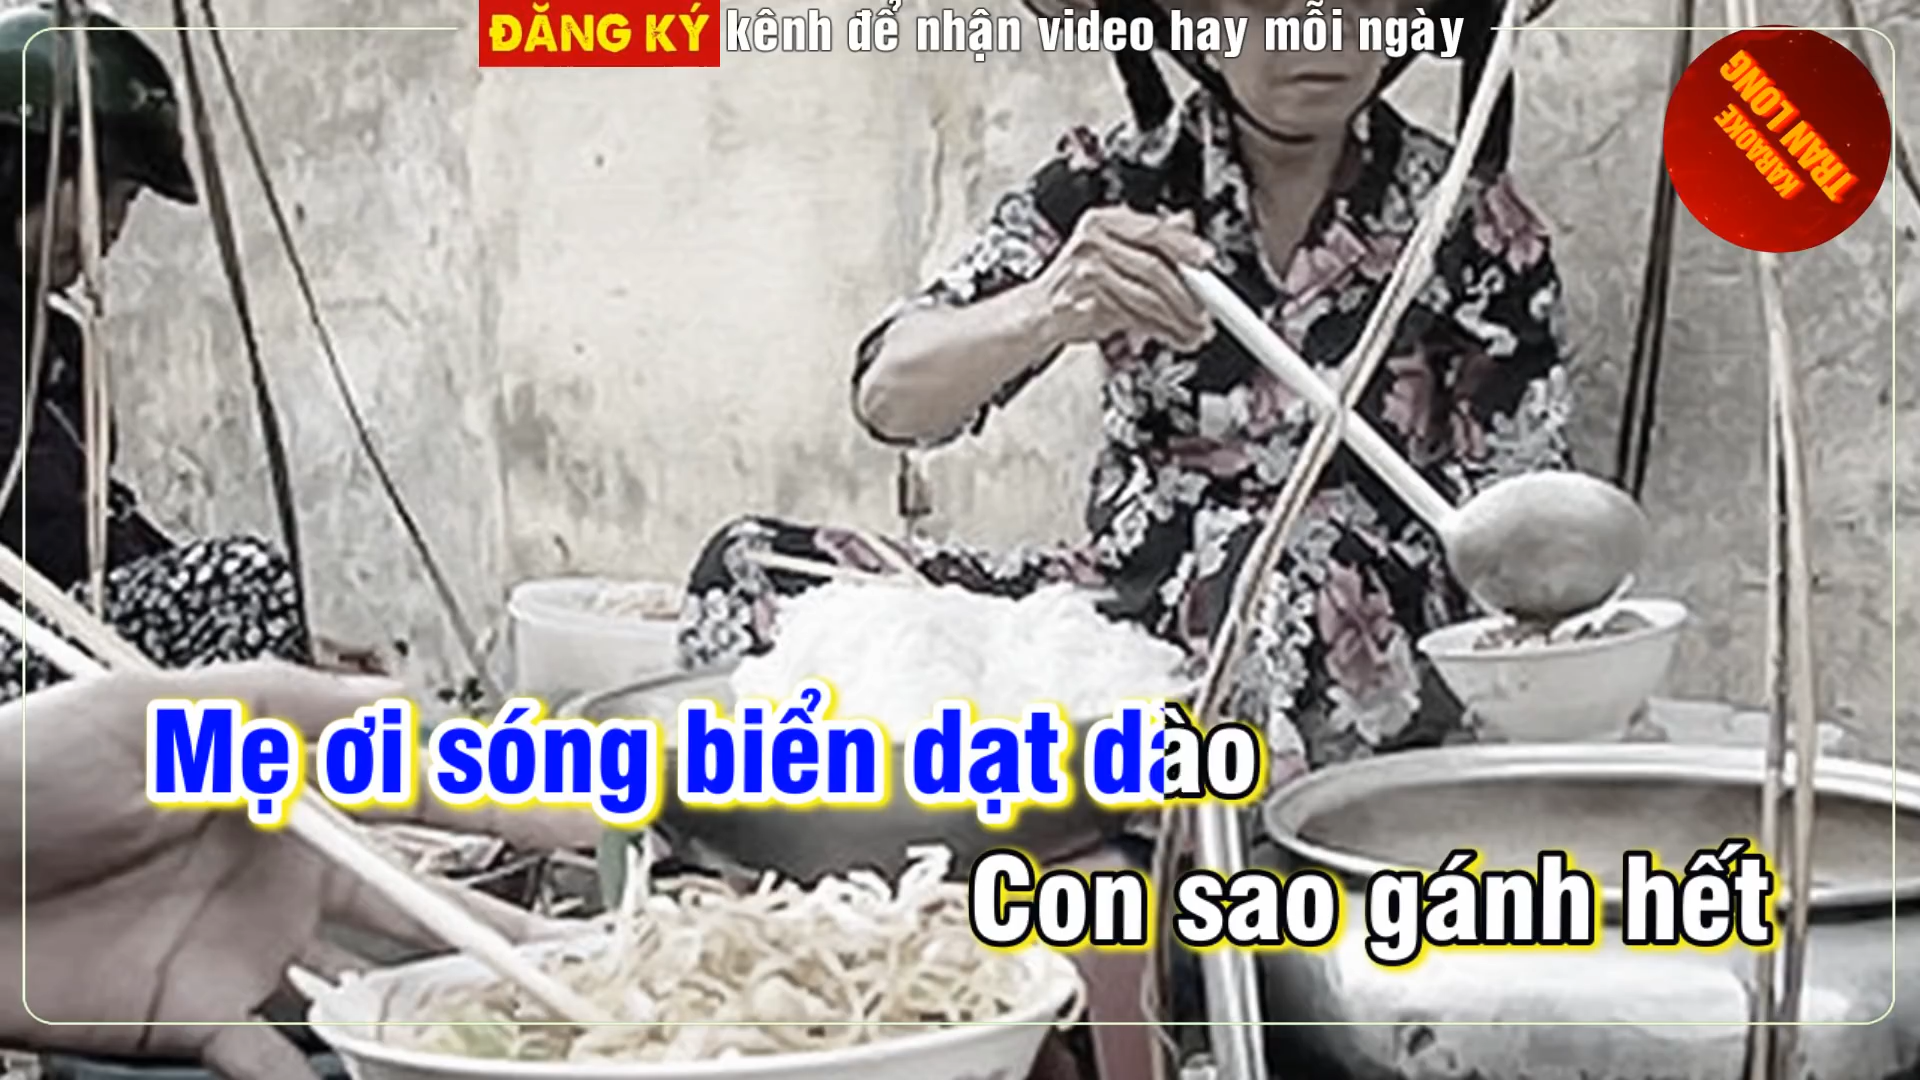 ĐĂNG KÝ kênh để nhận video hay mỗi ngày
KARAOKE
TRAN LONG
Mẹ ơi sóng biển dạt dào
Con sao gánh hết